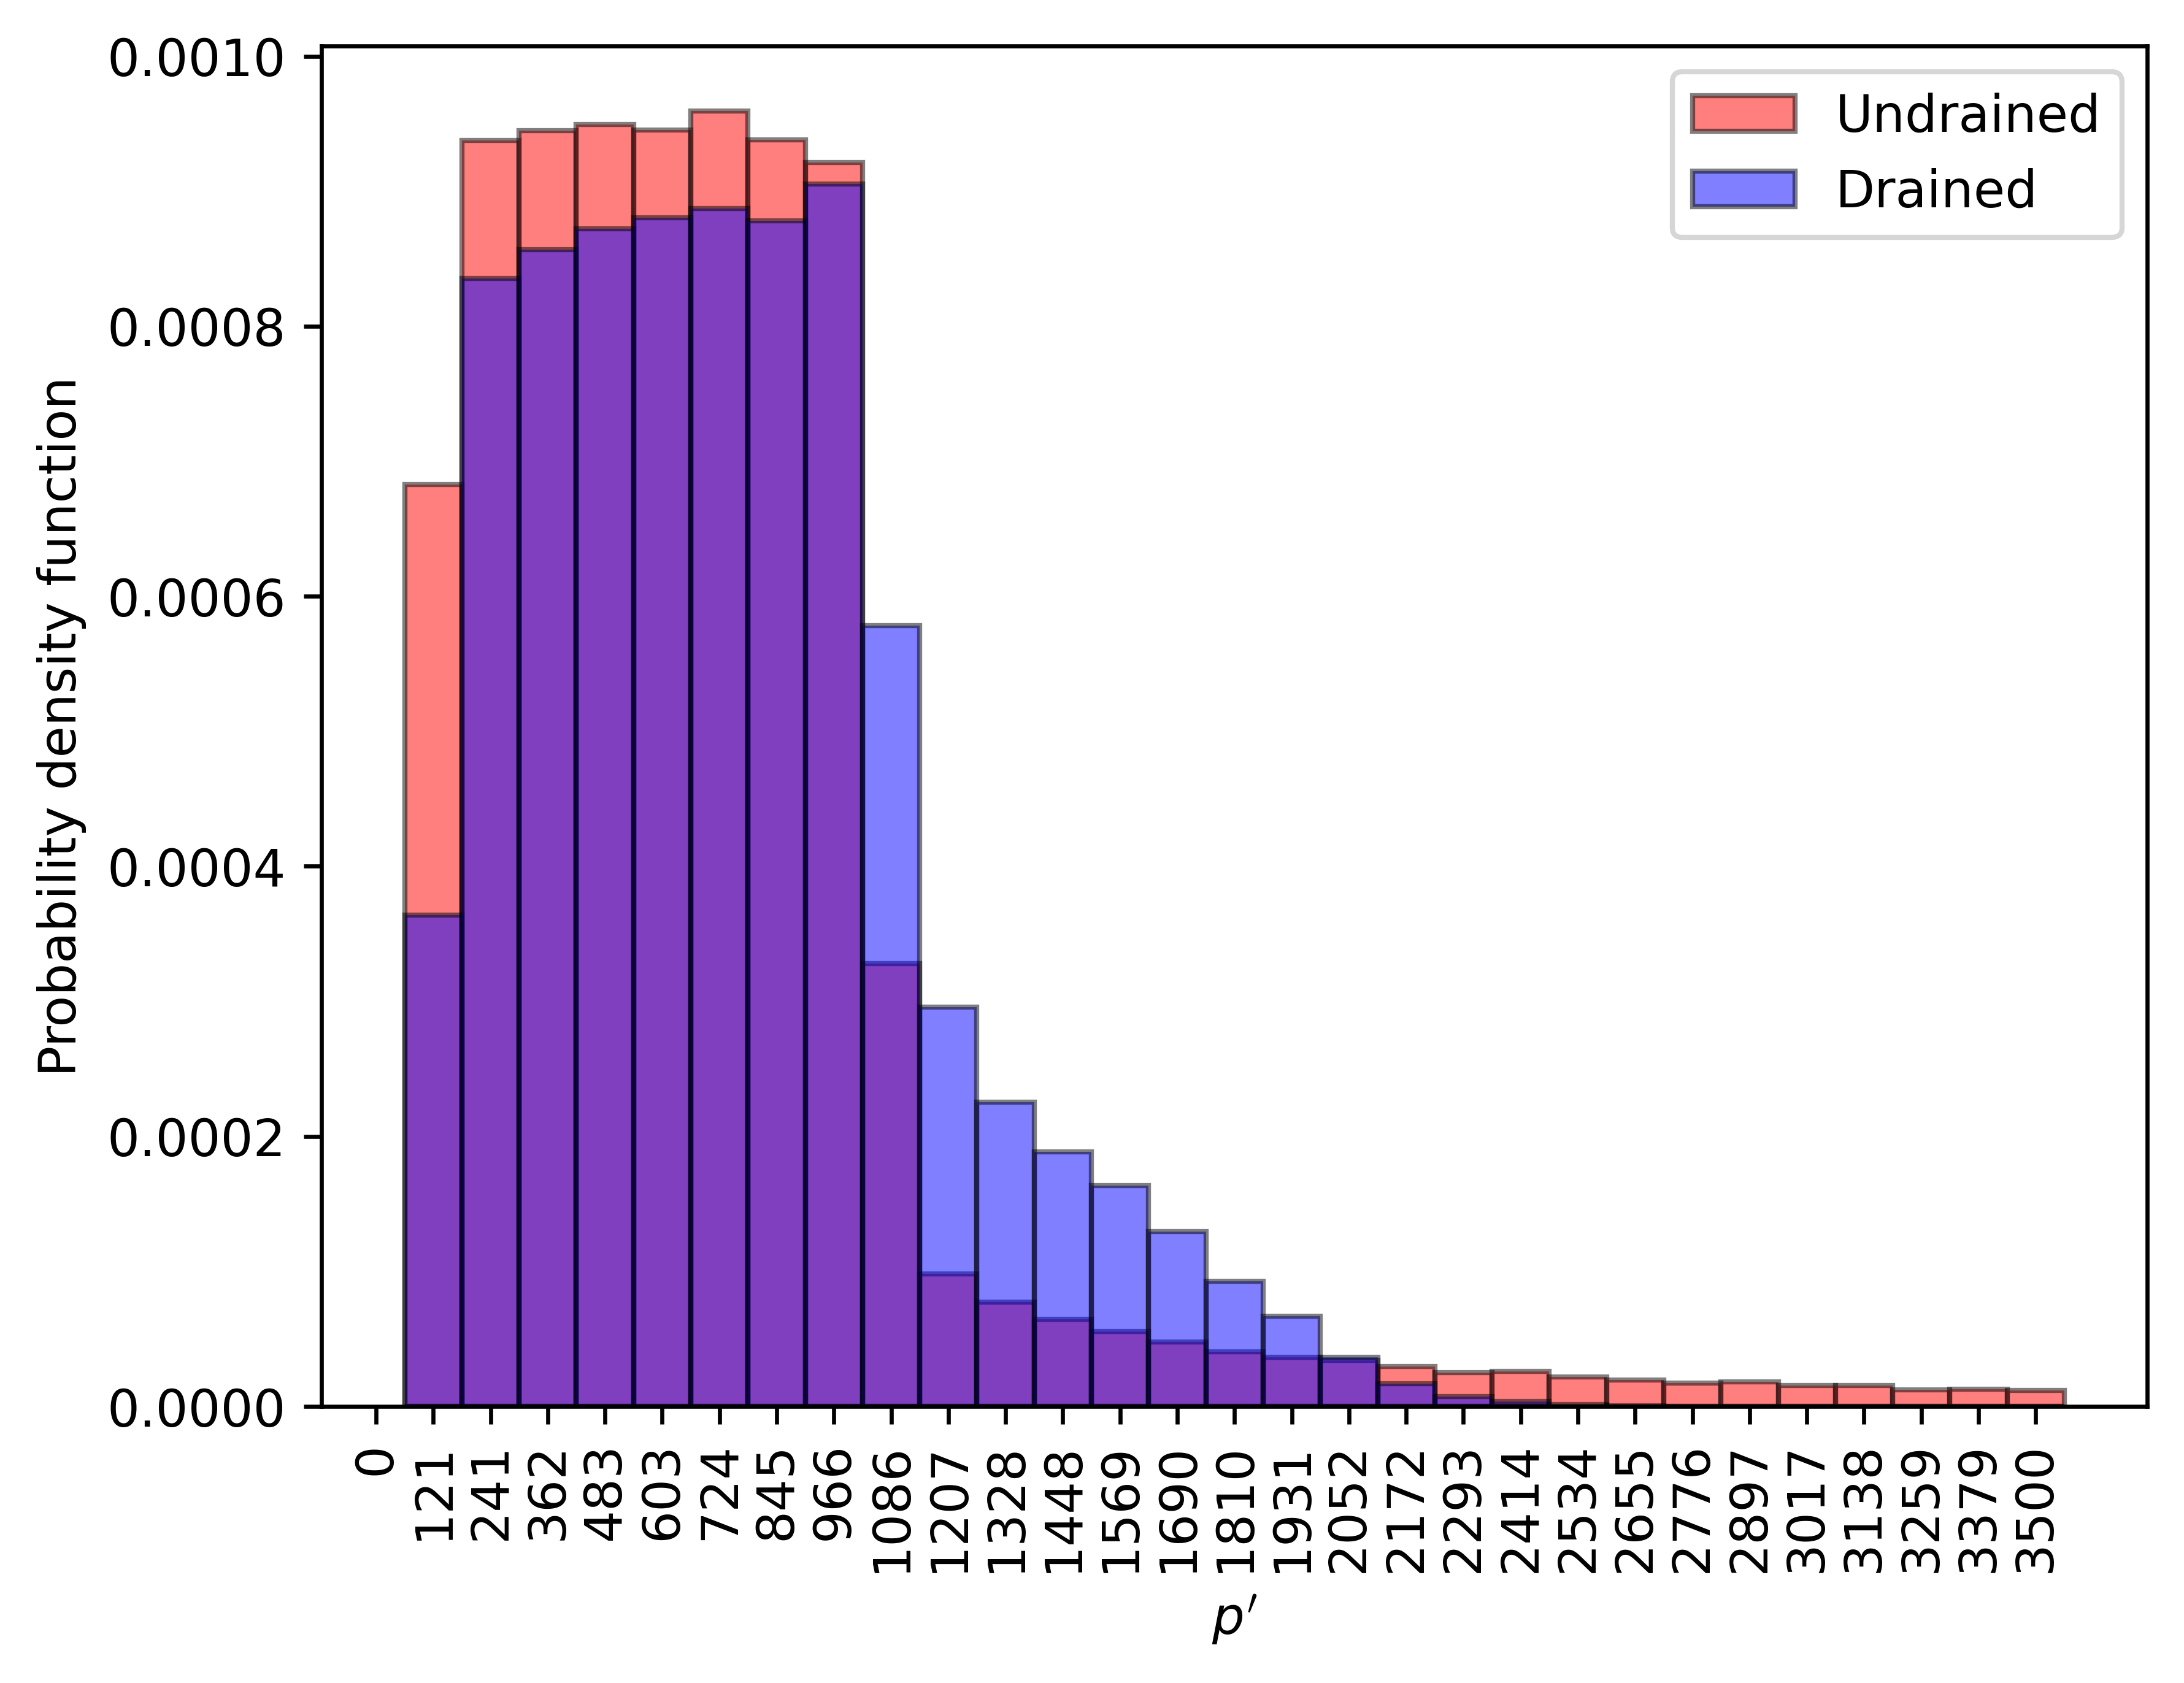 0.0010
0.0008
0.0006
0.0004
0.0002
0.0000
Probability density function
Undrained
Drained
0 121 241 362 483 603 724 845 966 1086 1207 1328 1448 1569 1690 1810 1931 2052 2172 2293 2414 2534 2655 2776 2897 3017 3138 3259 3379 3500
p′